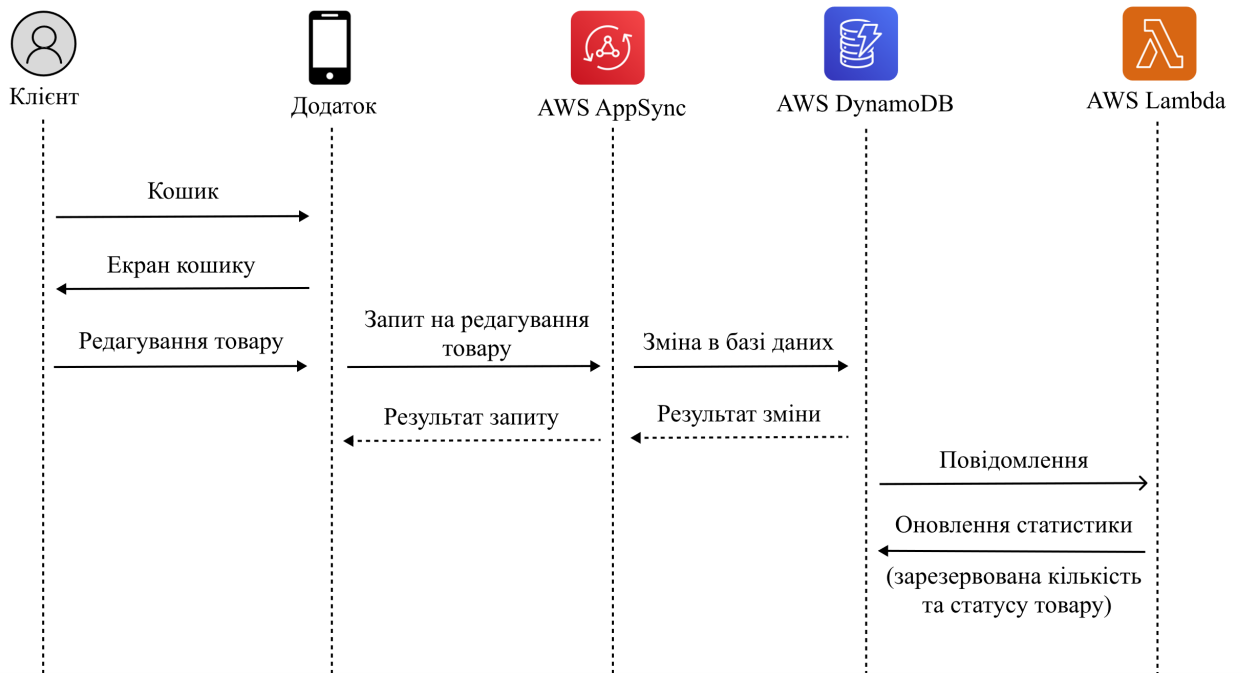 Клієнт
Додаток
AWS AppSync
AWS DynamoDB
AWS Lambda
Кошик
Екран кошику
Редагування товару
Запит на редагування
товару
Зміна в базі даних
Результат запиту
Результат зміни
Повідомлення
Оновлення статистики
(зарезервована кількість
та статусу товару)